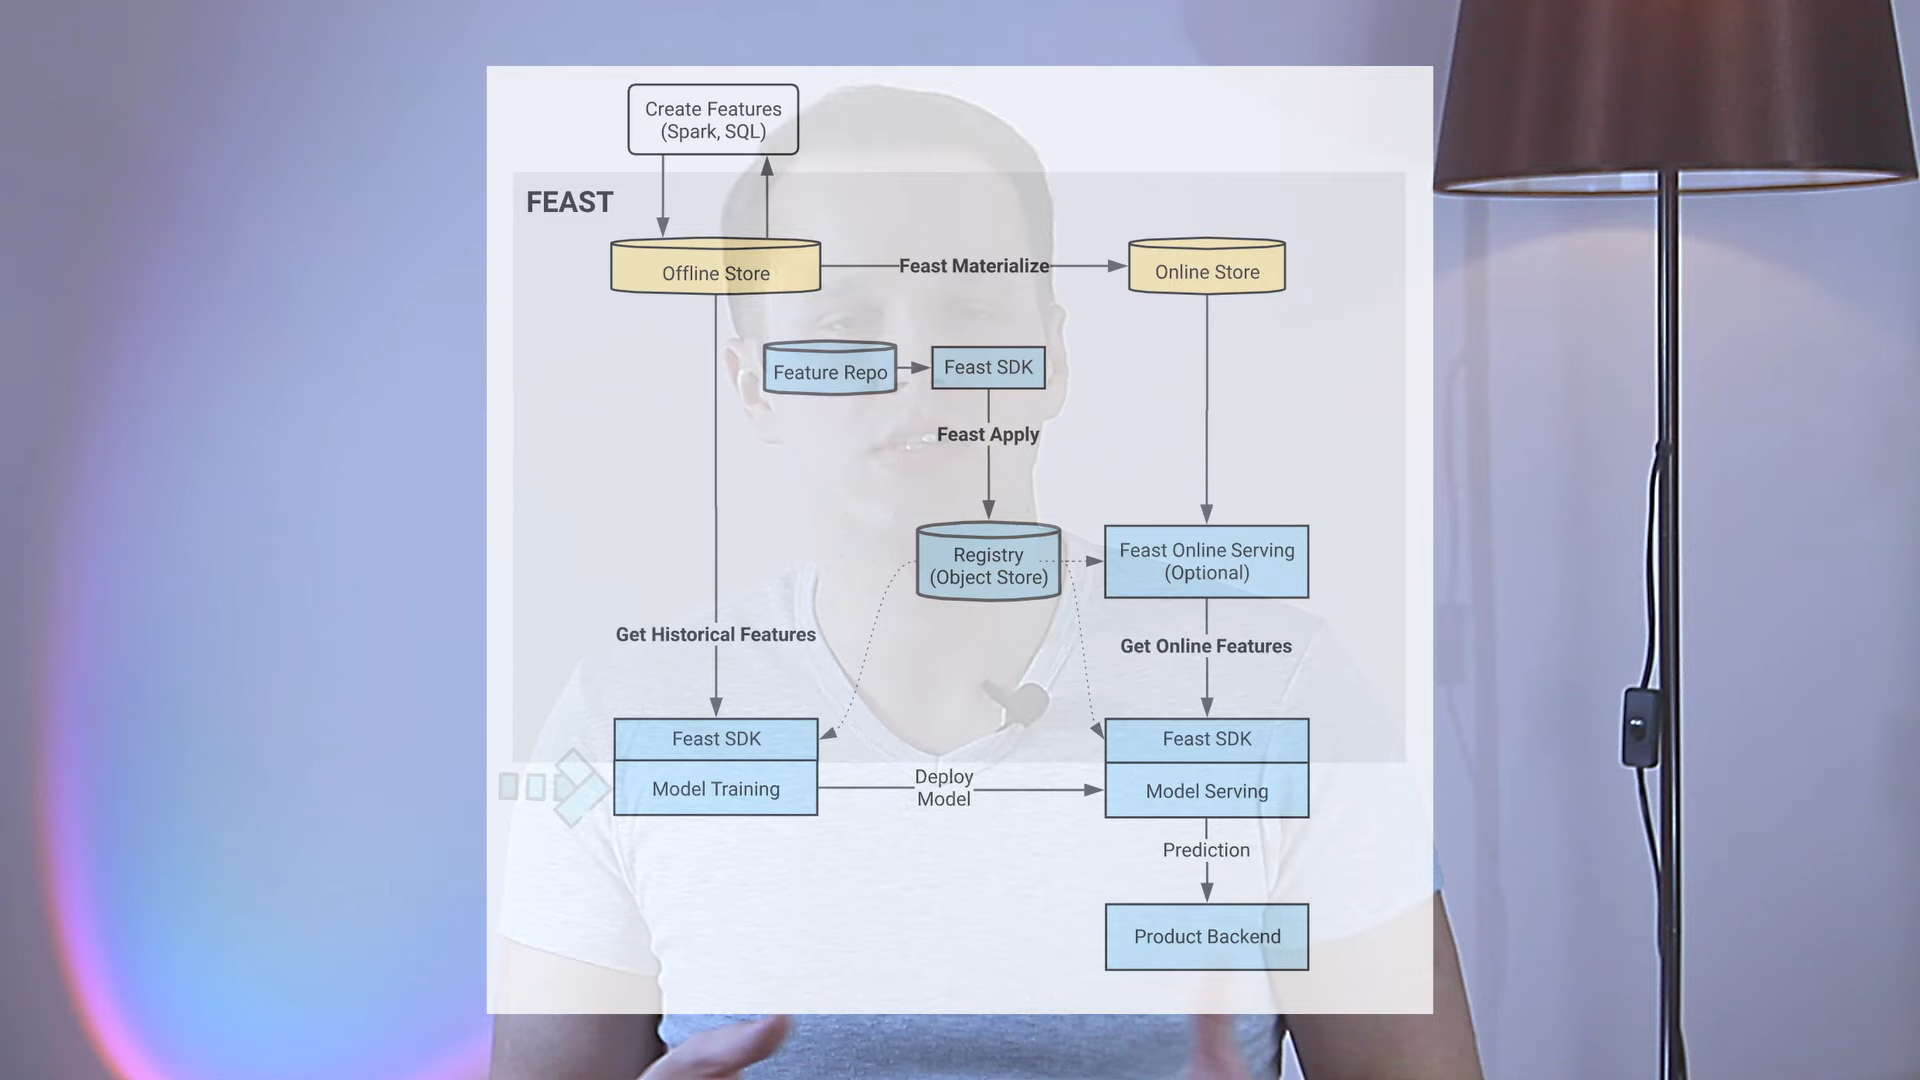 Create Features
(Spark, SQL)
FEAST
Offline Store
Feast Materialize
Online Store
Feature Repo
Feast SDK
Feast Apply
Registry
(Object Store)
Feast Online Serving
(Optional)
Get Historical Features
Get Online Features
Feast SDK
Feast SDK
Model Training
Deploy
Model
Model Serving
Prediction
Product Backend